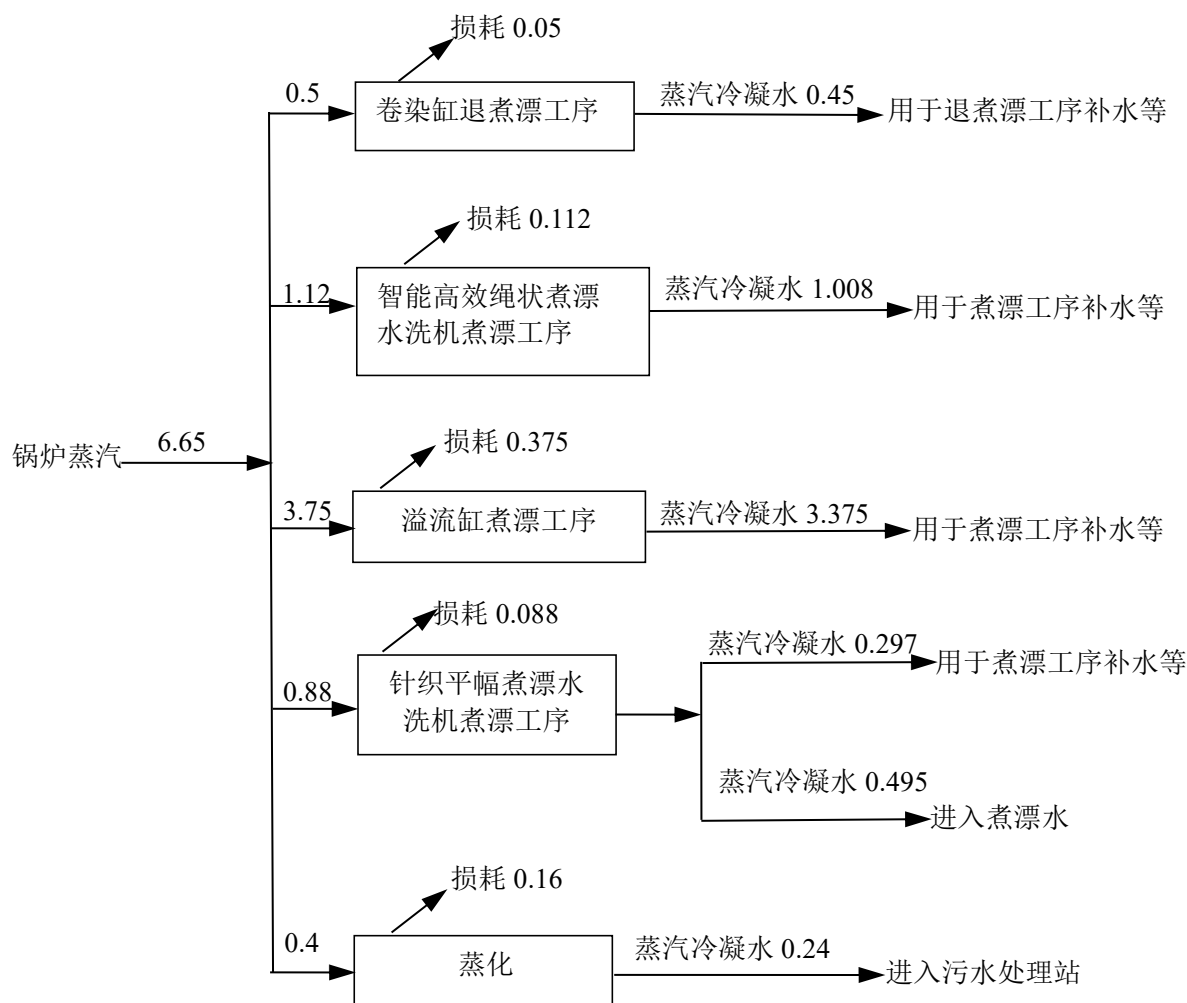 损耗 0.05
0.5
卷染缸退煮漂工序
蒸汽冷凝水 0.45
用于退煮漂工序补水等
损耗 0.112
1.12
智能高效绳状煮漂
水洗机煮漂工序
蒸汽冷凝水 1.008
用于煮漂工序补水等
锅炉蒸汽
6.65
损耗 0.375
3.75
溢流缸煮漂工序
蒸汽冷凝水 3.375
用于煮漂工序补水等
损耗 0.088
0.88
针织平幅煮漂水
洗机煮漂工序
蒸汽冷凝水 0.297
用于煮漂工序补水等
蒸汽冷凝水 0.495
进入煮漂水
损耗 0.16
0.4
蒸化
蒸汽冷凝水 0.24
进入污水处理站